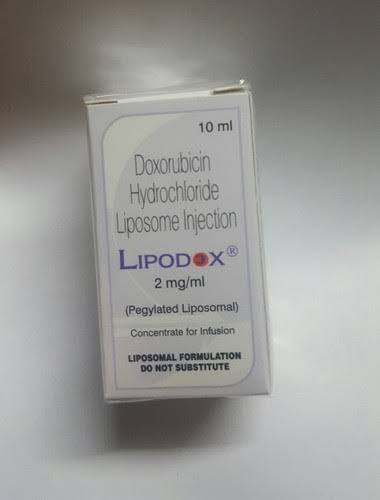 10 ml
Doxorubicin
Hydrochloride
Liposome Injection
LIPODOX®
2 mg/ml
(Pegylated Liposomal)
Concentrate for Infusion
LIPOSOMAL FORMULATION
DO NOT SUBSTITUTE